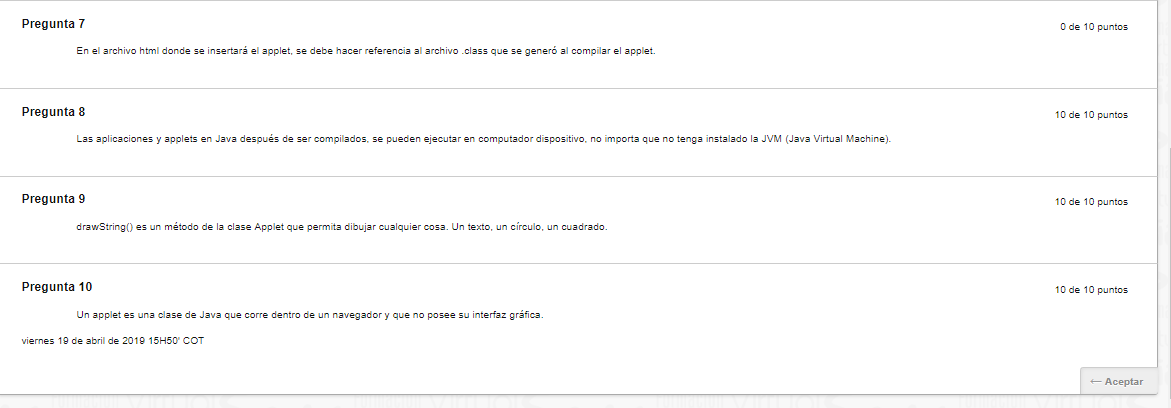 Pregunta 7
0 de 10 puntos
En el archivo html donde se insertará el applet, se debe hacer referencia al archivo .class que se generó al compilar el applet.
Pregunta 8
10 de 10 puntos
Las aplicaciones y applets en Java después de ser compilados, se pueden ejecutar en computador dispositivo, no importa que no tenga instalado la JVM (Java Virtual Machine).
Pregunta 9
10 de 10 puntos
drawString() es un método de la clase Applet que permita dibujar cualquier cosa. Un texto, un círculo, un cuadrado.
Pregunta 10
10 de 10 puntos
Un applet es una clase de Java que corre dentro de un navegador y que no posee su interfaz gráfica.
viernes 19 de abril de 2019 15H50' COT
← Aceptar